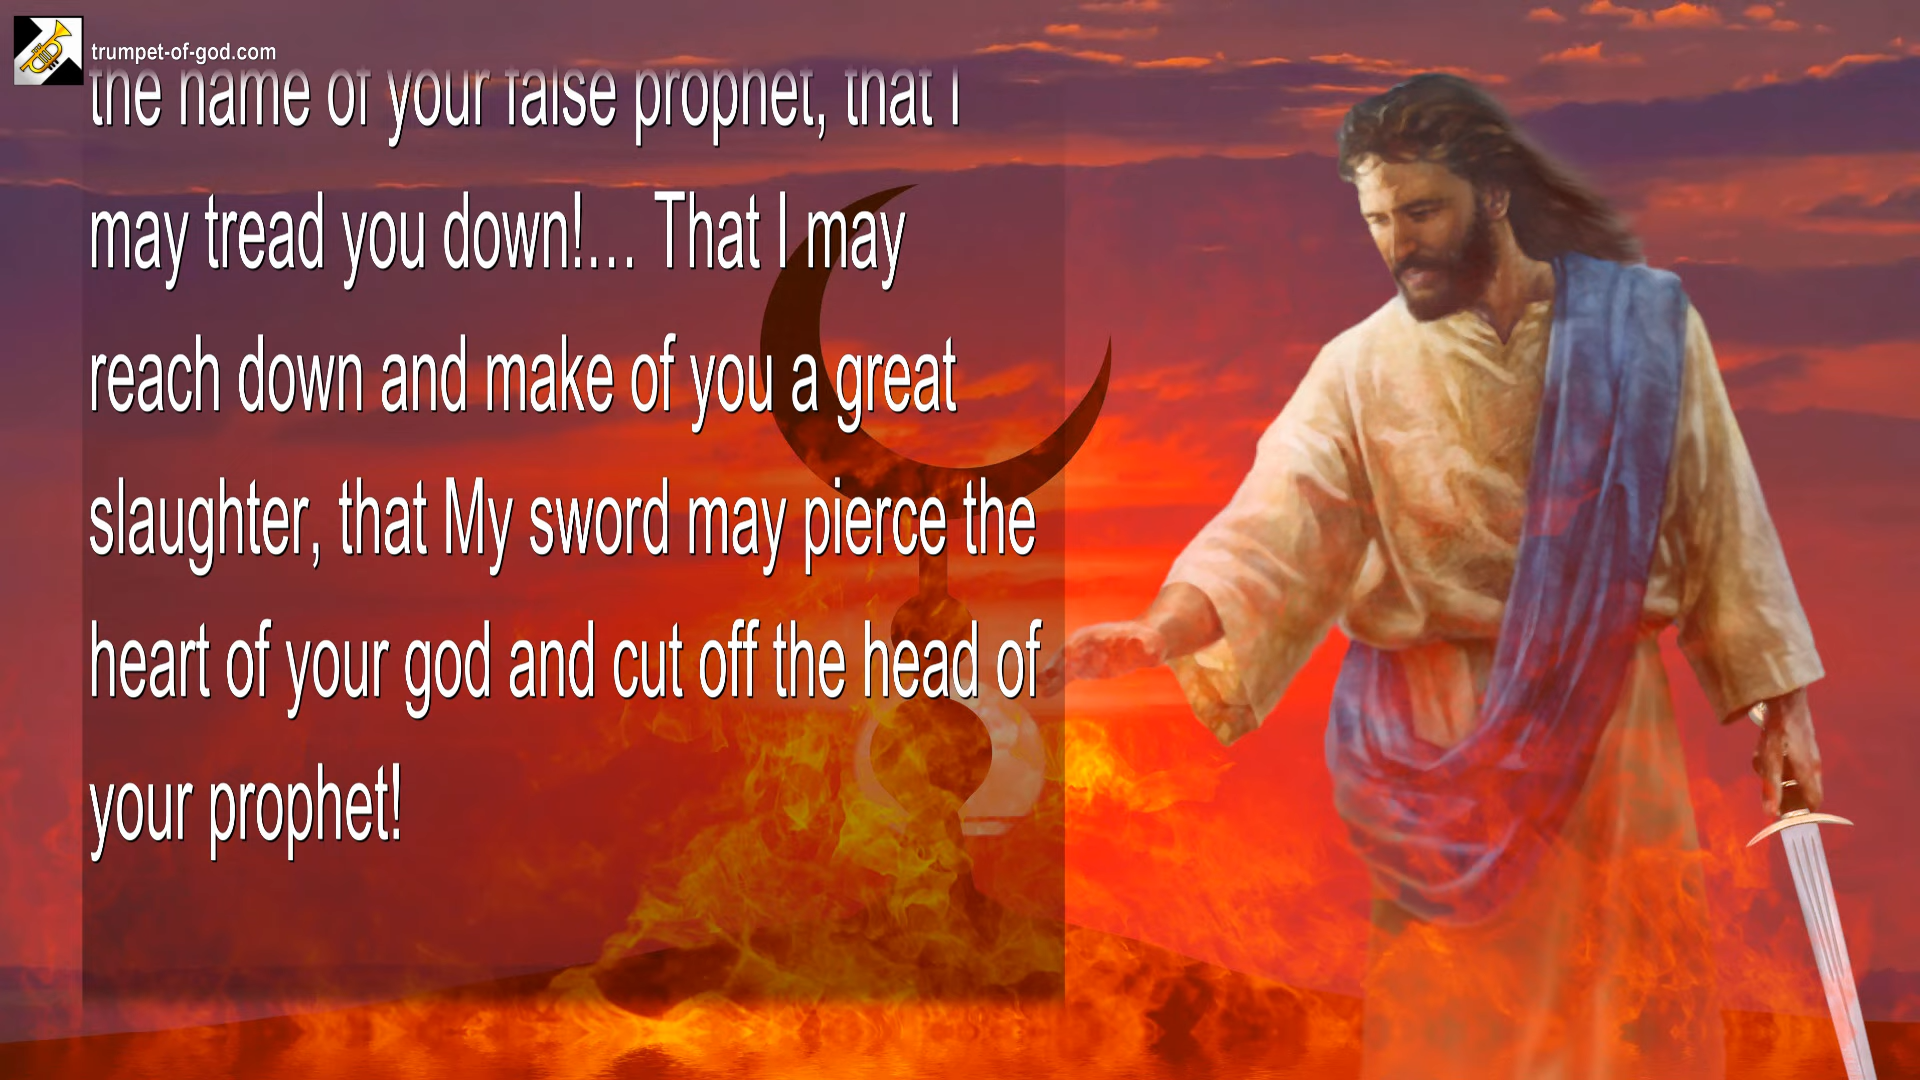 trumpet-of-god.com
the name of your false prophet, that I
may tread you down!... That I may
reach down and make of you a great
slaughter, that My sword may pierce the
heart of your god and cut off the head of
your prophet!